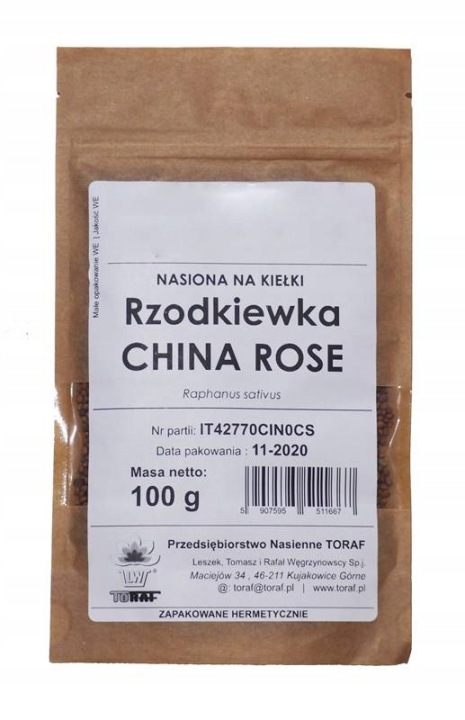 Małe opakowanie WE | Jakość WE
NASIONA NA KIEŁKI
Rzodkiewka
CHINA ROSE
Raphanus sativus
Nr partii: IT42770CIN0CS
Data pakowania : 11-2020
Masa netto:
100 g
5 907595 511667
Przedsiębiorstwo Nasienne TORAF
Leszek, Tomasz i Rafał Węgrzynowscy Sp.j.
Maciejów 34 , 46-211 Kujakowice Górne
@: toraf@toraf.pl | www.toraf.pl
LWT
TORAF
ZAPAKOWANE HERMETYCZNIE